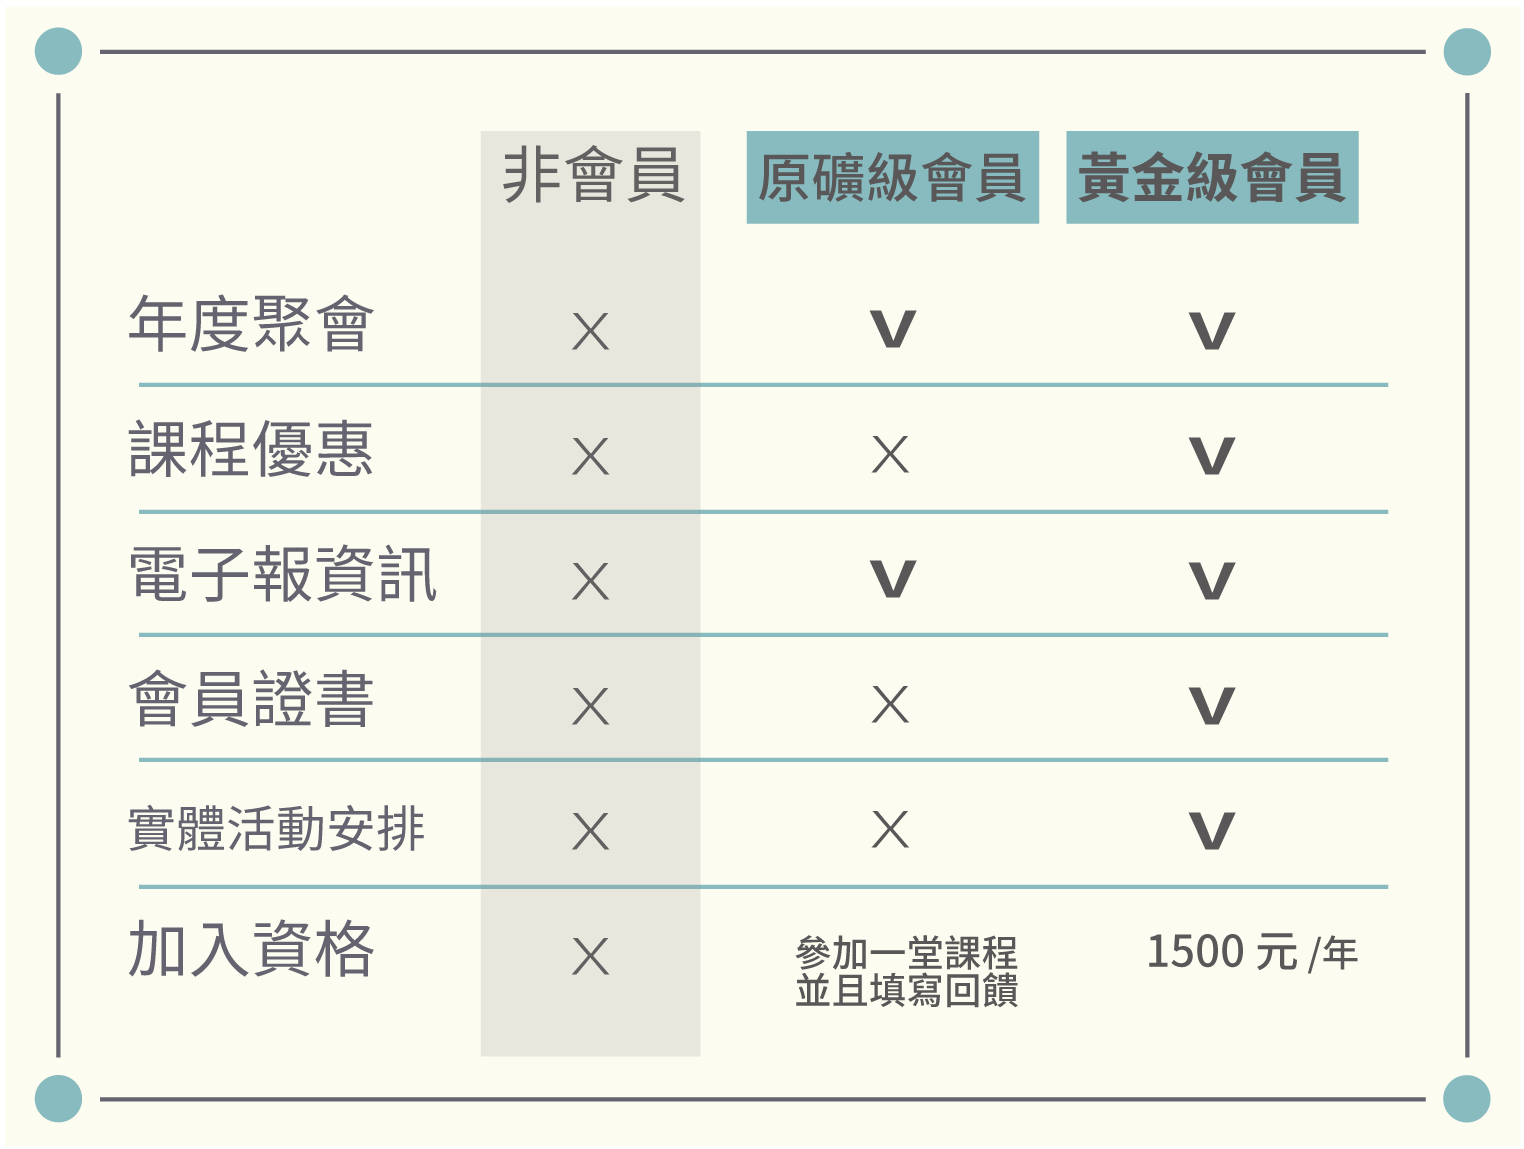 非會員 原礦級會員 黃金級會員
年度聚會 X V V
課程優惠 X X V
電子報資訊 X V V
會員證書 X X V
實體活動安排 X X V
加入資格 X 參加一堂課程 1500 元 /年
並且填寫回饋